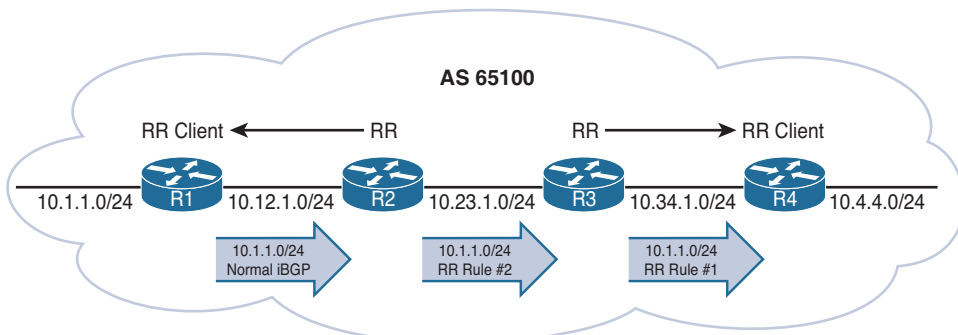 AS 65100
RR Client
RR
RR
RR Client
R1
R2
R3
R4
10.1.1.0/24
10.12.1.0/24
10.23.1.0/24
10.34.1.0/24
10.4.4.0/24
10.1.1.0/24
Normal iBGP
10.1.1.0/24
RR Rule #2
10.1.1.0/24
RR Rule #1